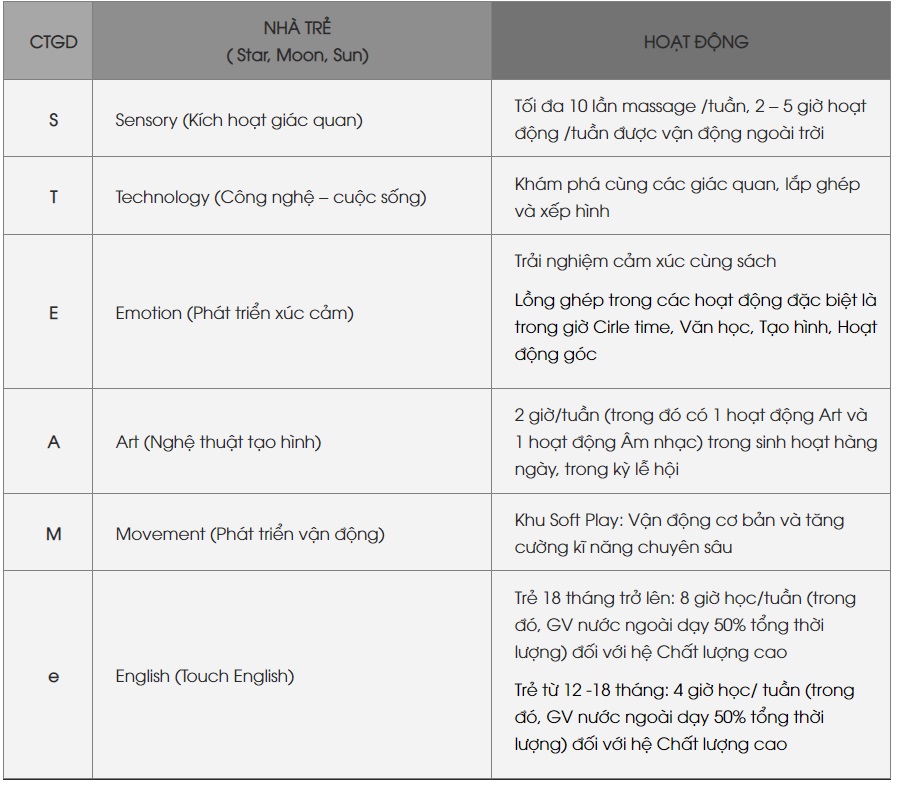 CTGD
NHÀ TRẺ
( Star, Moon, Sun)
HOẠT ĐỘNG
S
Sensory (Kích hoạt giác quan)
Tối đa 10 lần massage /tuần, 2 – 5 giờ hoạt
động /tuần được vận động ngoài trời
T
Technology (Công nghệ – cuộc sống)
Khám phá cùng các giác quan, lắp ghép
và xếp hình
E
Emotion (Phát triển xúc cảm)
Trải nghiệm cảm xúc cùng sách
Lồng ghép trong các hoạt động đặc biệt là
trong giờ Cirle time, Văn học, Tạo hình, Hoạt
động góc
A
Art (Nghệ thuật tạo hình)
2 giờ/tuần (trong đó có 1 hoạt động Art và
1 hoạt động Âm nhạc) trong sinh hoạt hàng
ngày, trong kỳ lễ hội
M
Movement (Phát triển vận động)
Khu Soft Play: Vận động cơ bản và tăng
cường kĩ năng chuyên sâu
e
English (Touch English)
Trẻ 18 tháng trở lên: 8 giờ học/tuần (trong
đó, GV nước ngoài dạy 50% tổng thời
lượng) đối với hệ Chất lượng cao
Trẻ từ 12 -18 tháng: 4 giờ học/ tuần (trong
đó, GV nước ngoài dạy 50% tổng thời
lượng) đối với hệ Chất lượng cao